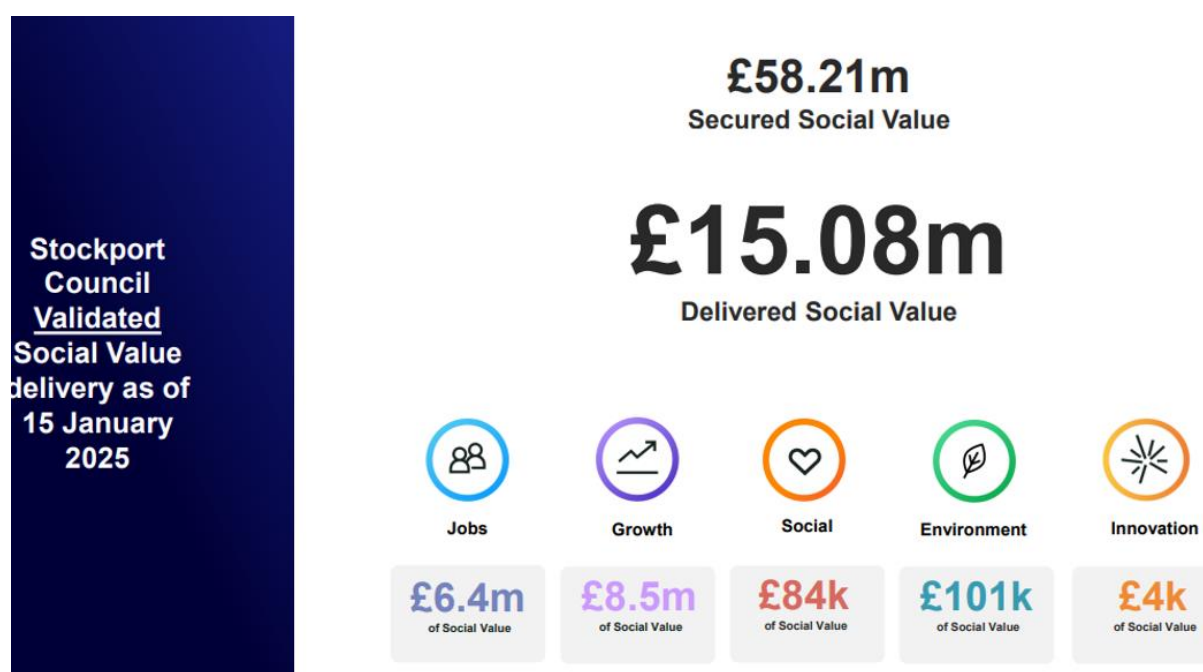 Stockport
Council
Validated
Social Value
delivery as of
15 January
2025
£58.21m
Secured Social Value
£15.08m
Delivered Social Value
Jobs
Growth
Social
Environment
Innovation
£6.4m
of Social Value
£8.5m
of Social Value
£84k
of Social Value
£101k
of Social Value
£4k
of Social Value